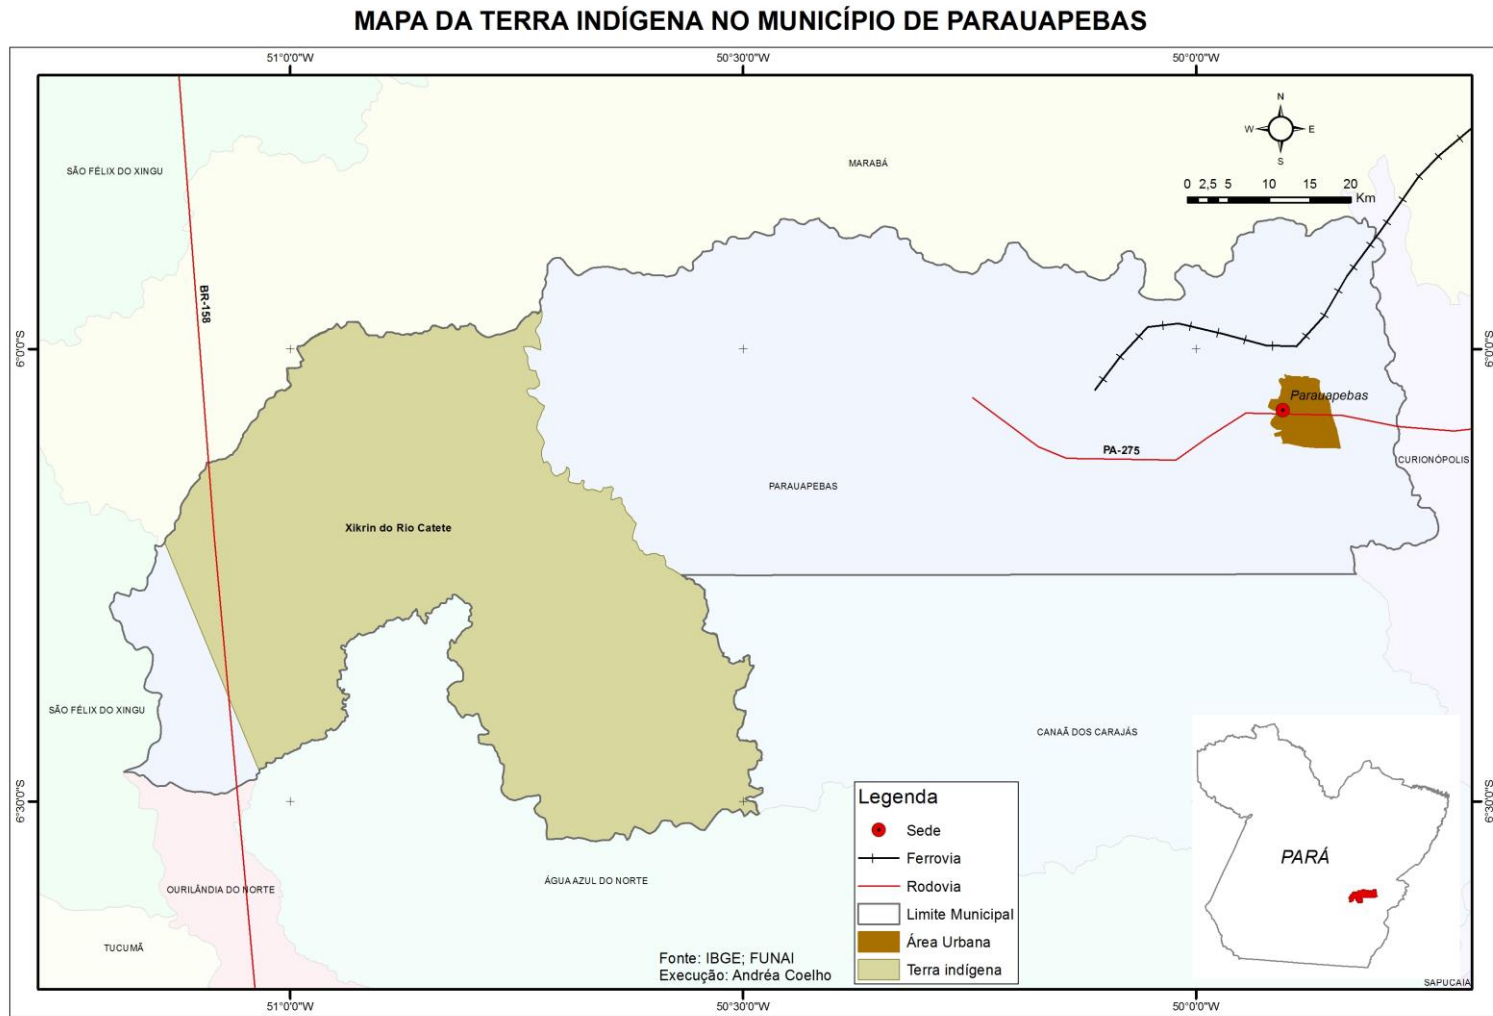 MAPA DA TERRA INDÍGENA NO MUNICÍPIO DE PARAUAPEBAS
51°0'0"W
50°30'0"W
50°0'0"W
N
W
E
S
0 2,5 5 10 15 20
Km
MARABÁ
SÃO FÉLIX DO XINGU
BR-158
6°0'0"S
6°0'0"S
Parauapebas
PA-275
CURIONÓPOLIS
PARAUAPEBAS
Xikrin do Rio Catete
SÃO FÉLIX DO XINGU
CANAÃ DOS CARAJÁS
6°30'0"S
6°30'0"S
Legenda
Sede
Ferrovia
Rodovia
Limite Municipal
Área Urbana
Terra indígena
PARÁ
OURILÂNDIA DO NORTE
ÁGUA AZUL DO NORTE
TUCUMÃ
Fonte: IBGE; FUNAI
Execução: Andréa Coelho
SAPUCAIA
51°0'0"W
50°30'0"W
50°0'0"W